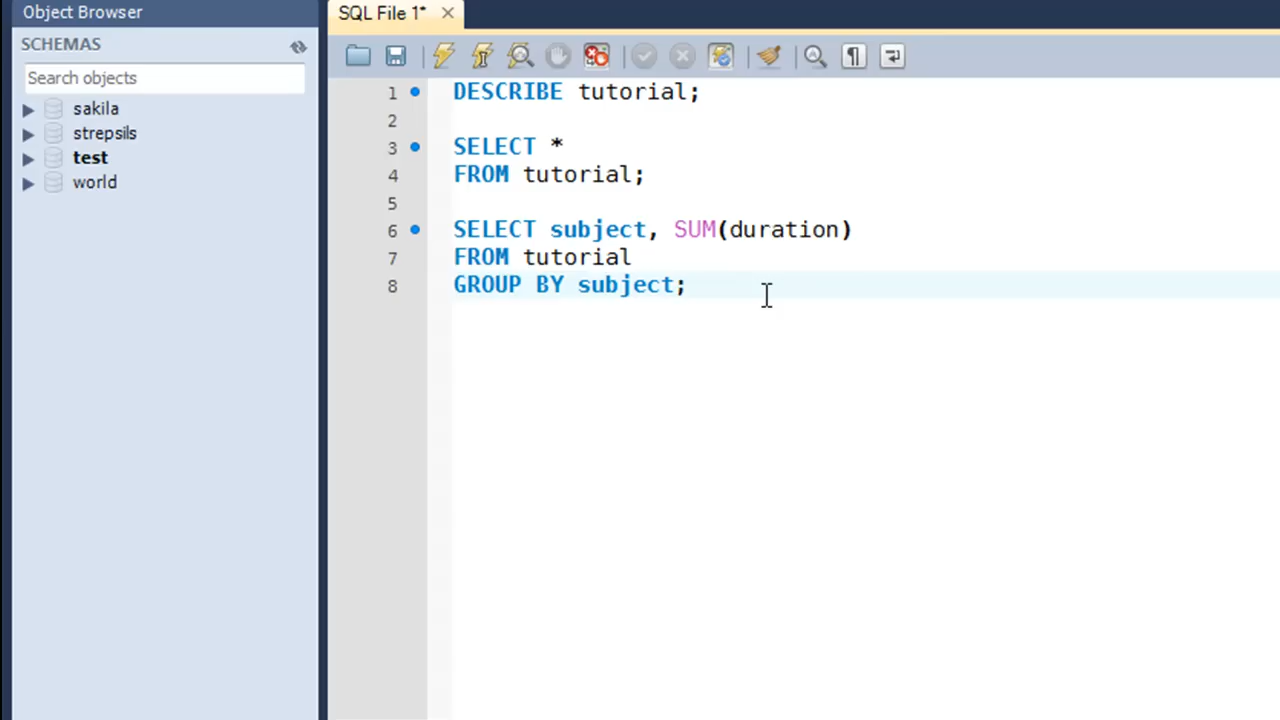 Object Browser
SCHEMAS
Search objects
sakila
strepsils
test
world
SQL File 1*
1 DESCRIBE tutorial;
2
3 SELECT *
4 FROM tutorial;
5
6 SELECT subject, SUM(duration)
7 FROM tutorial
8 GROUP BY subject;